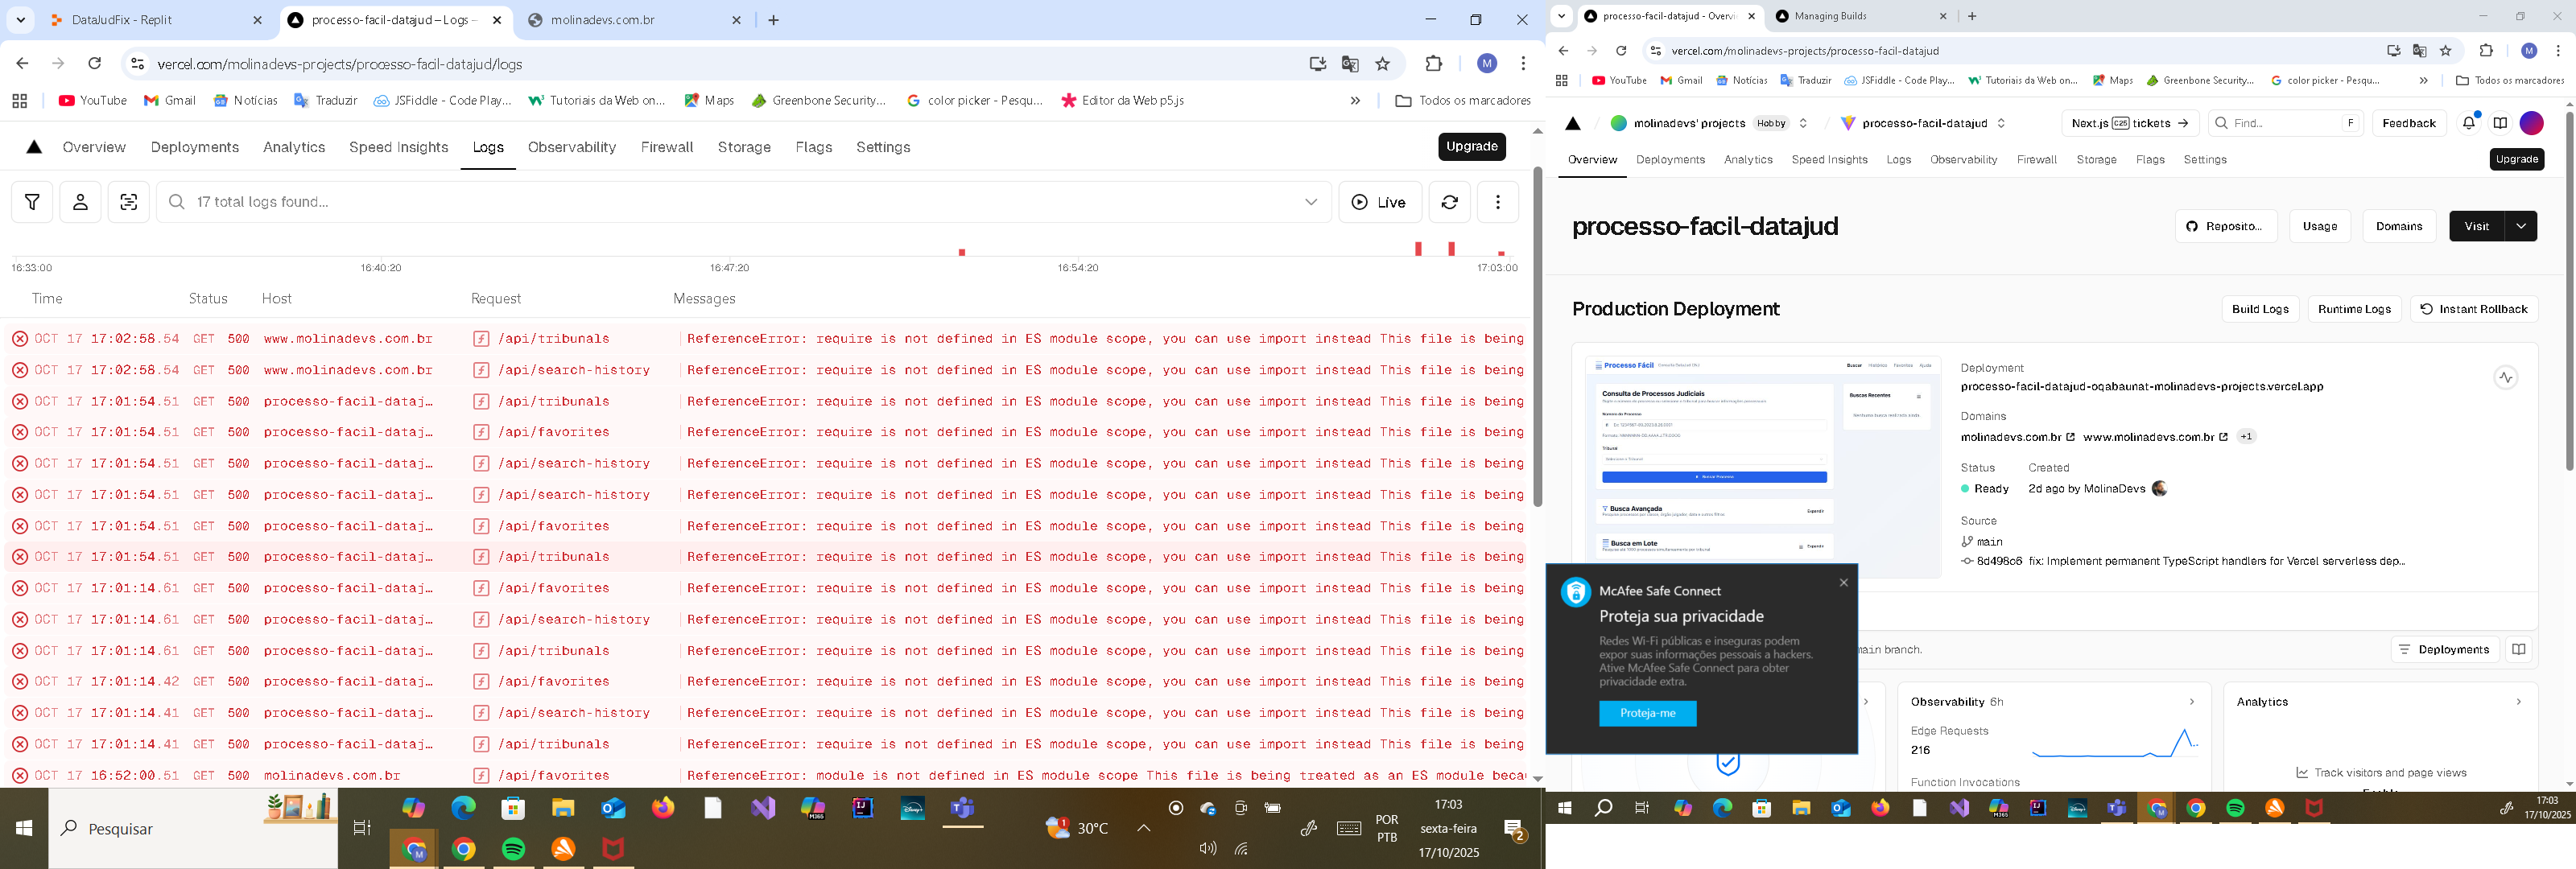 DataJudFix - Replit
processo-facil-datajud – Logs –
molinadevs.com.br
vercel.com/molinadevs-projects/processo-facil-datajud/logs
M
YouTube Gmail Notícias Traduzir JSFiddle - Code Play... Tutoriais da Web on... Maps Greenbone Security... color picker - Pesqu... Editor da Web p5.js » Todos os marcadores
Overview Deployments Analytics Speed Insights Logs Observability Firewall Storage Flags Settings Upgrade
17 total logs found... Live
16:33:00 16:40:20 16:47:20 16:54:20 17:03:00
Time Status Host Request Messages
OCT 17 17:02:58.54 GET 500 www.molinadevs.com.br /api/tribunals ReferenceError: require is not defined in ES module scope, you can use import instead This file is being
OCT 17 17:02:58.54 GET 500 www.molinadevs.com.br /api/search-history ReferenceError: require is not defined in ES module scope, you can use import instead This file is being
OCT 17 17:01:54.51 GET 500 processo-facil-dataj… /api/tribunals ReferenceError: require is not defined in ES module scope, you can use import instead This file is being
OCT 17 17:01:54.51 GET 500 processo-facil-dataj… /api/favorites ReferenceError: require is not defined in ES module scope, you can use import instead This file is being
OCT 17 17:01:54.51 GET 500 processo-facil-dataj… /api/search-history ReferenceError: require is not defined in ES module scope, you can use import instead This file is being
OCT 17 17:01:54.51 GET 500 processo-facil-dataj… /api/search-history ReferenceError: require is not defined in ES module scope, you can use import instead This file is being
OCT 17 17:01:54.51 GET 500 processo-facil-dataj… /api/favorites ReferenceError: require is not defined in ES module scope, you can use import instead This file is being
OCT 17 17:01:54.51 GET 500 processo-facil-dataj… /api/tribunals ReferenceError: require is not defined in ES module scope, you can use import instead This file is being
OCT 17 17:01:14.61 GET 500 processo-facil-dataj… /api/favorites ReferenceError: require is not defined in ES module scope, you can use import instead This file is being
OCT 17 17:01:14.61 GET 500 processo-facil-dataj… /api/search-history ReferenceError: require is not defined in ES module scope, you can use import instead This file is being
OCT 17 17:01:14.61 GET 500 processo-facil-dataj… /api/tribunals ReferenceError: require is not defined in ES module scope, you can use import instead This file is being
OCT 17 17:01:14.42 GET 500 processo-facil-dataj… /api/favorites ReferenceError: require is not defined in ES module scope, you can use import instead This file is being
OCT 17 17:01:14.41 GET 500 processo-facil-dataj… /api/search-history ReferenceError: require is not defined in ES module scope, you can use import instead This file is being
OCT 17 17:01:14.41 GET 500 processo-facil-dataj… /api/tribunals ReferenceError: require is not defined in ES module scope, you can use import instead This file is being
OCT 17 16:52:00.51 GET 500 molinadevs.com.br /api/favorites ReferenceError: module is not defined in ES module scope This file is being treated as an ES module beca
Pesquisar
30°C
POR
PTB
17:03
sexta-feira
17/10/2025
2
processo-facil-datajud - Overvi
Managing Builds
vercel.com/molinadevs-projects/processo-facil-datajud
M
YouTube Gmail Notícias Traduzir JSFiddle - Code Play... Tutoriais da Web on... Maps Greenbone Security... color picker - Pesqu... » Todos os marcadores
molinadevs' projects Hobby processo-facil-datajud Next.js C25 tickets → Find... F Feedback
Overview Deployments Analytics Speed Insights Logs Observability Firewall Storage Flags Settings Upgrade
processo-facil-datajud
Reposito... Usage Domains Visit
Production Deployment
Build Logs Runtime Logs Instant Rollback
Processo Fácil
Buscar Históricos Favoritos Ajuda
Consulta de Processos Judiciais
Número do Processo
Tribunal
Buscar Processo
Buscas Recentes
Busca Avançada
Expandir
Busca em Lote
Expandir
Deployment
processo-facil-datajud-oqabaunat-molinadevs-projects.vercel.app
Domains
molinadevs.com.br www.molinadevs.com.br +1
Status Created
Ready 2d ago by MolinaDevs
Source
main
8d498c6 fix: Implement permanent TypeScript handlers for Vercel serverless dep...
McAfee Safe Connect
Proteja sua privacidade
Redes Wi-Fi públicas e inseguras podem
expor suas informações pessoais a hackers.
Ative McAfee Safe Connect para obter
privacidade extra.
Proteja-me
main branch.
Deployments
Observability 6h
Edge Requests
216
Function Invocations
Analytics
Track visitors and page views
17:03
17/10/2025